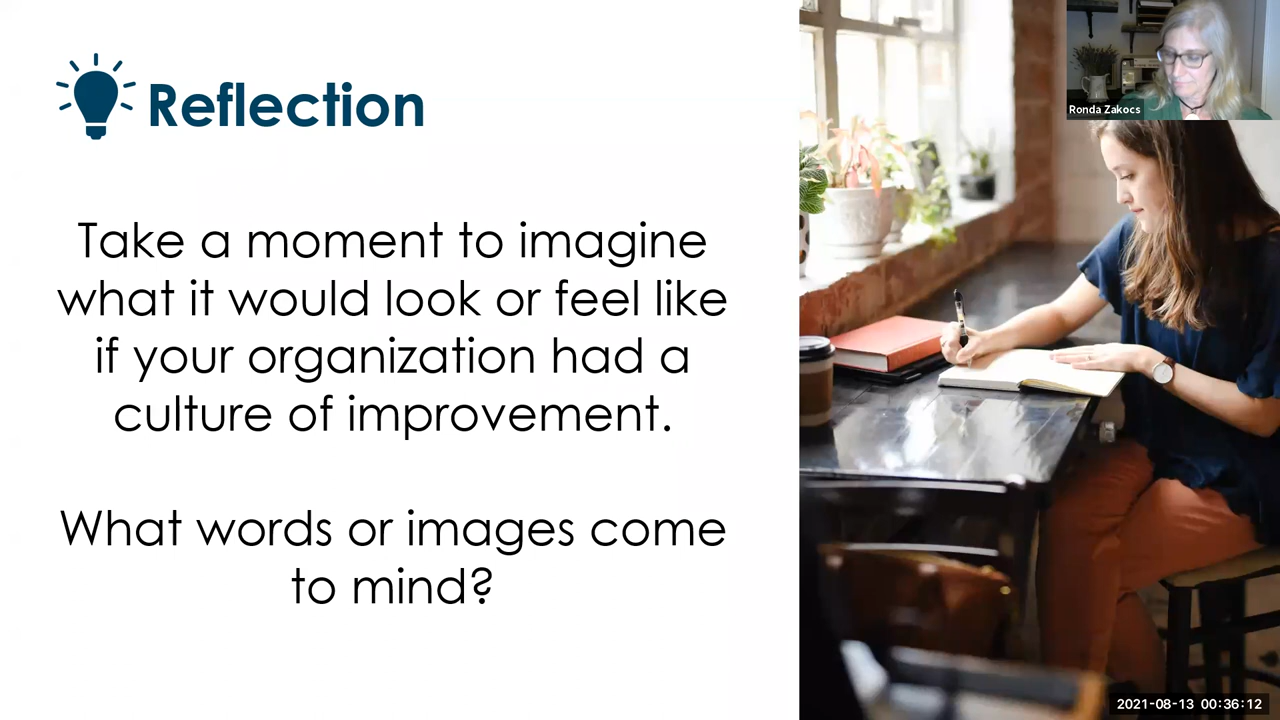 Reflection
Take a moment to imagine
what it would look or feel like
if your organization had a
culture of improvement.
What words or images come
to mind?
Ronda Zakocs
2021-08-13 00:36:12